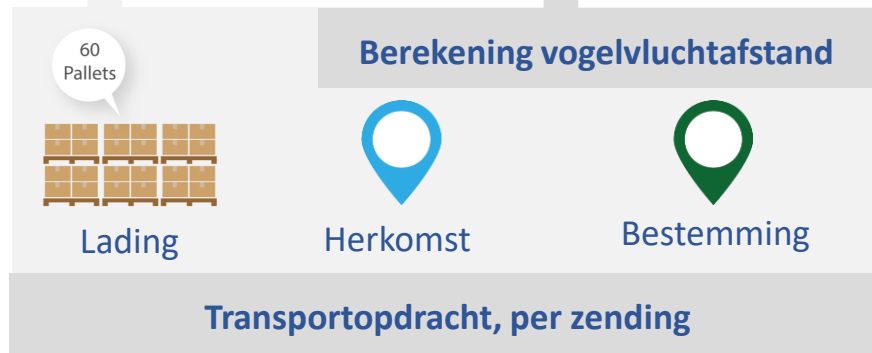 60
Pallets
Berekening vogelvluchtafstand
Lading
Herkomst
Bestemming
Transportopdracht, per zending